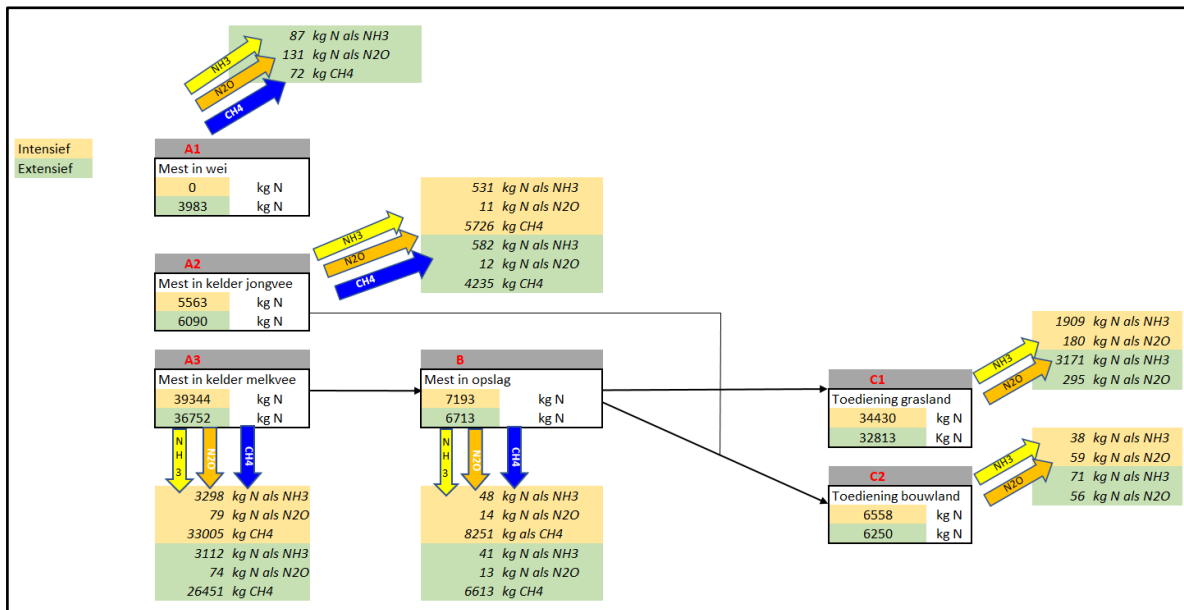 87 kg N als NH3
131 kg N als N2O
72 kg CH4
NH3
N2O
CH4
Intensief
Extensief
A1
Mest in wei
0 kg N
3983 kg N
531 kg N als NH3
11 kg N als N2O
5726 kg CH4
582 kg N als NH3
12 kg N als N2O
4235 kg CH4
NH3
N2O
CH4
A2
Mest in kelder jongvee
5563 kg N
6090 kg N
A3
Mest in kelder melkvee
39344 kg N
36752 kg N
B
Mest in opslag
7193 kg N
6713 kg N
NH3
N2O
CH4
NH3
N2O
CH4
3298 kg N als NH3
79 kg N als N2O
33005 kg CH4
3112 kg N als NH3
74 kg N als N2O
26451 kg CH4
48 kg N als NH3
14 kg N als N2O
8251 kg als CH4
41 kg N als NH3
13 kg N als N2O
6613 kg CH4
1909 kg N als NH3
180 kg N als N2O
3171 kg N als NH3
295 kg N als N2O
NH3
N2O
C1
Toediening grasland
34430 kg N
32813 Kg N
38 kg N als NH3
59 kg N als N2O
71 kg N als NH3
56 kg N als N2O
NH3
N2O
C2
Toediening bouwland
6558 kg N
6250 kg N